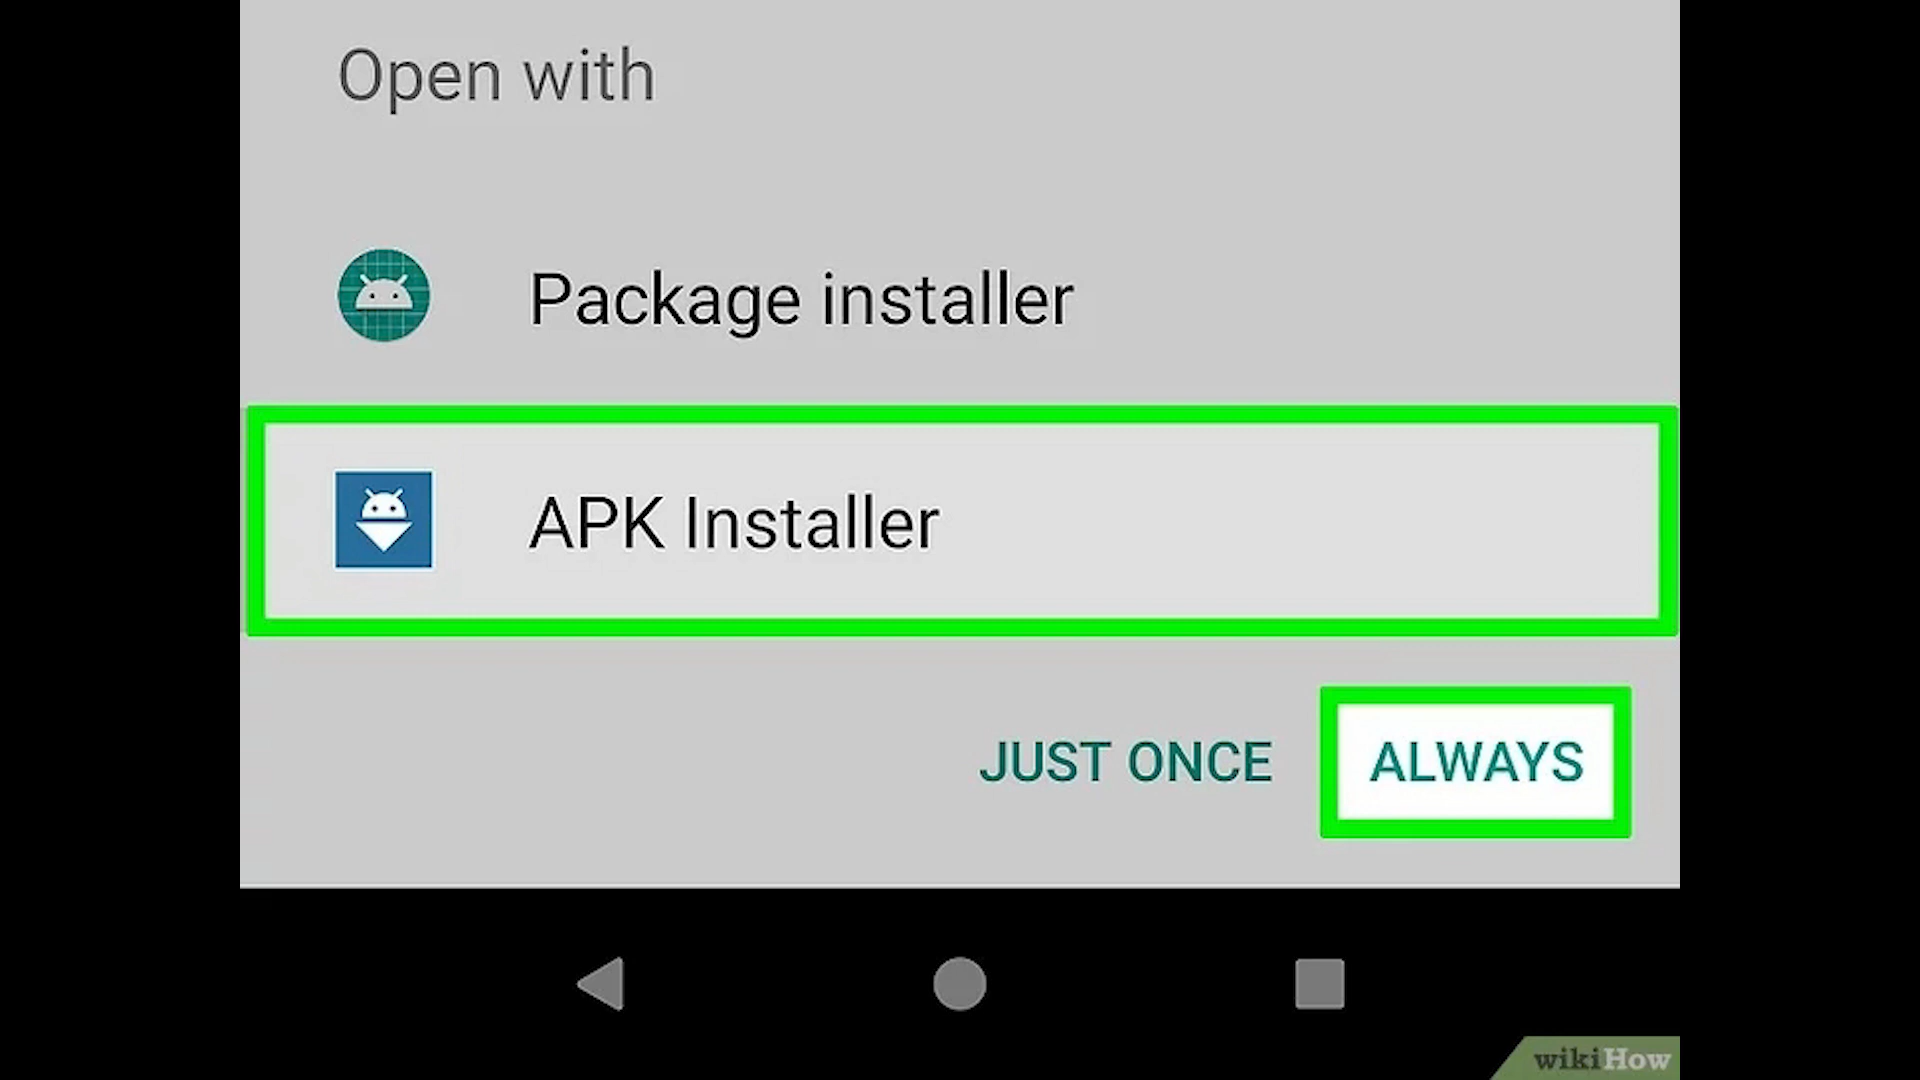 Open with
Package installer
APK Installer
JUST ONCE ALWAYS
wikiHow